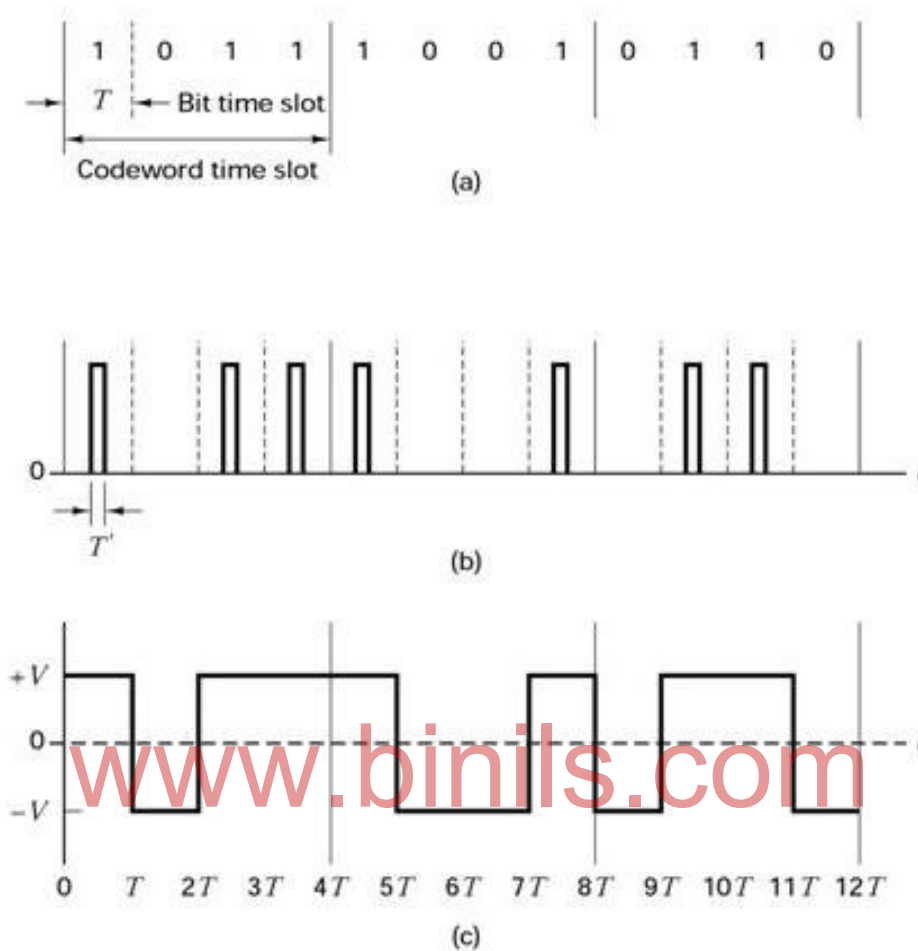 1 0 1 1 1 0 0 1 0 1 1 0
T Bit time slot
Codeword time slot
(a)
0
T'
(b)
+V
0
www.binils.com
-V
0 T 2T 3T 4T 5T 6T 7T 8T 9T 10T 11T 12T
(c)